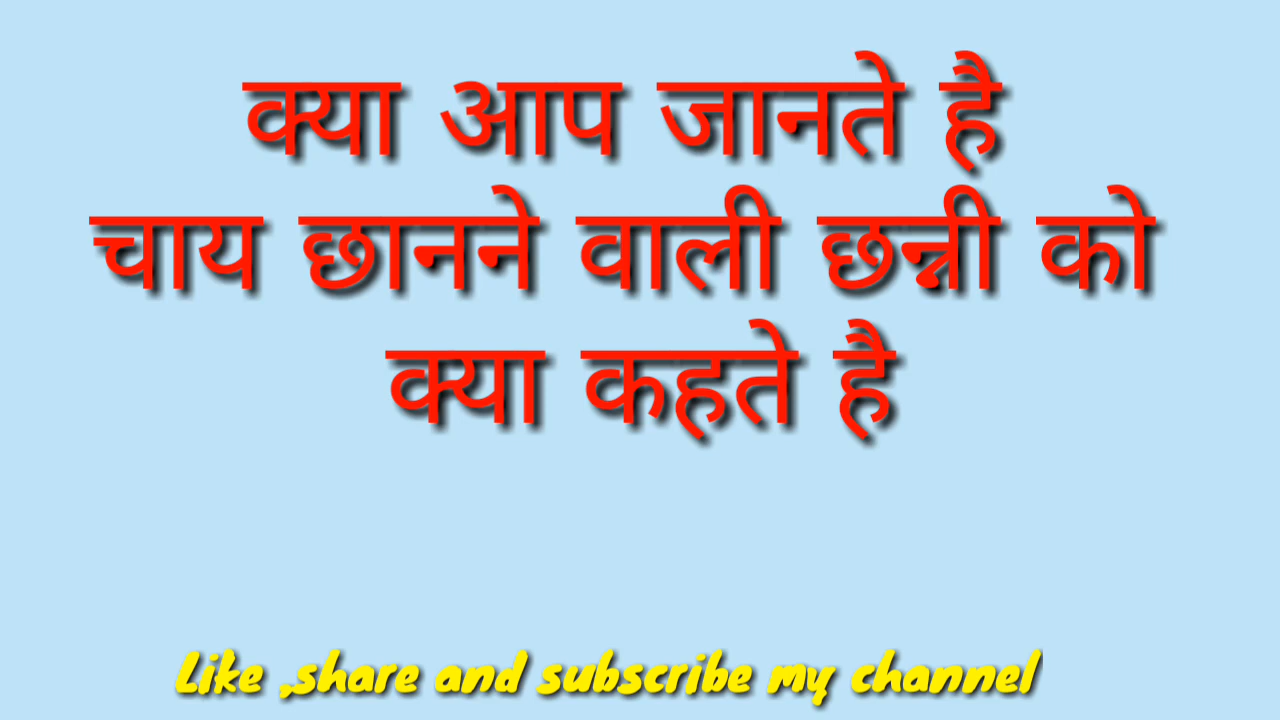 क्या आप जानते है
चाय छानने वाली छन्नी को
क्या कहते है
Like ,share and subscribe my channel